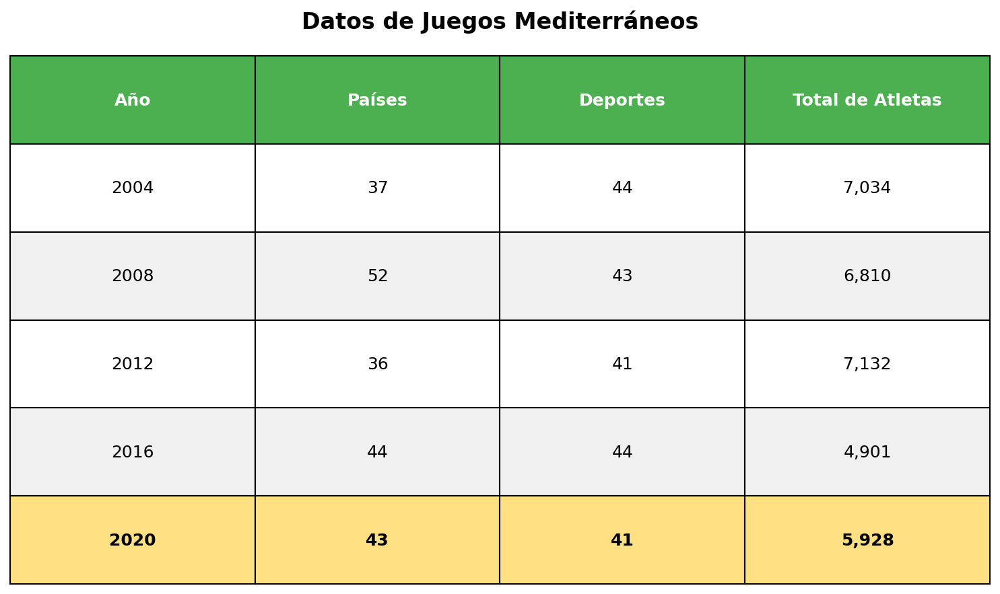 Datos de Juegos Mediterráneos
Año Países Deportes Total de Atletas
2004 37 44 7,034
2008 52 43 6,810
2012 36 41 7,132
2016 44 44 4,901
2020 43 41 5,928